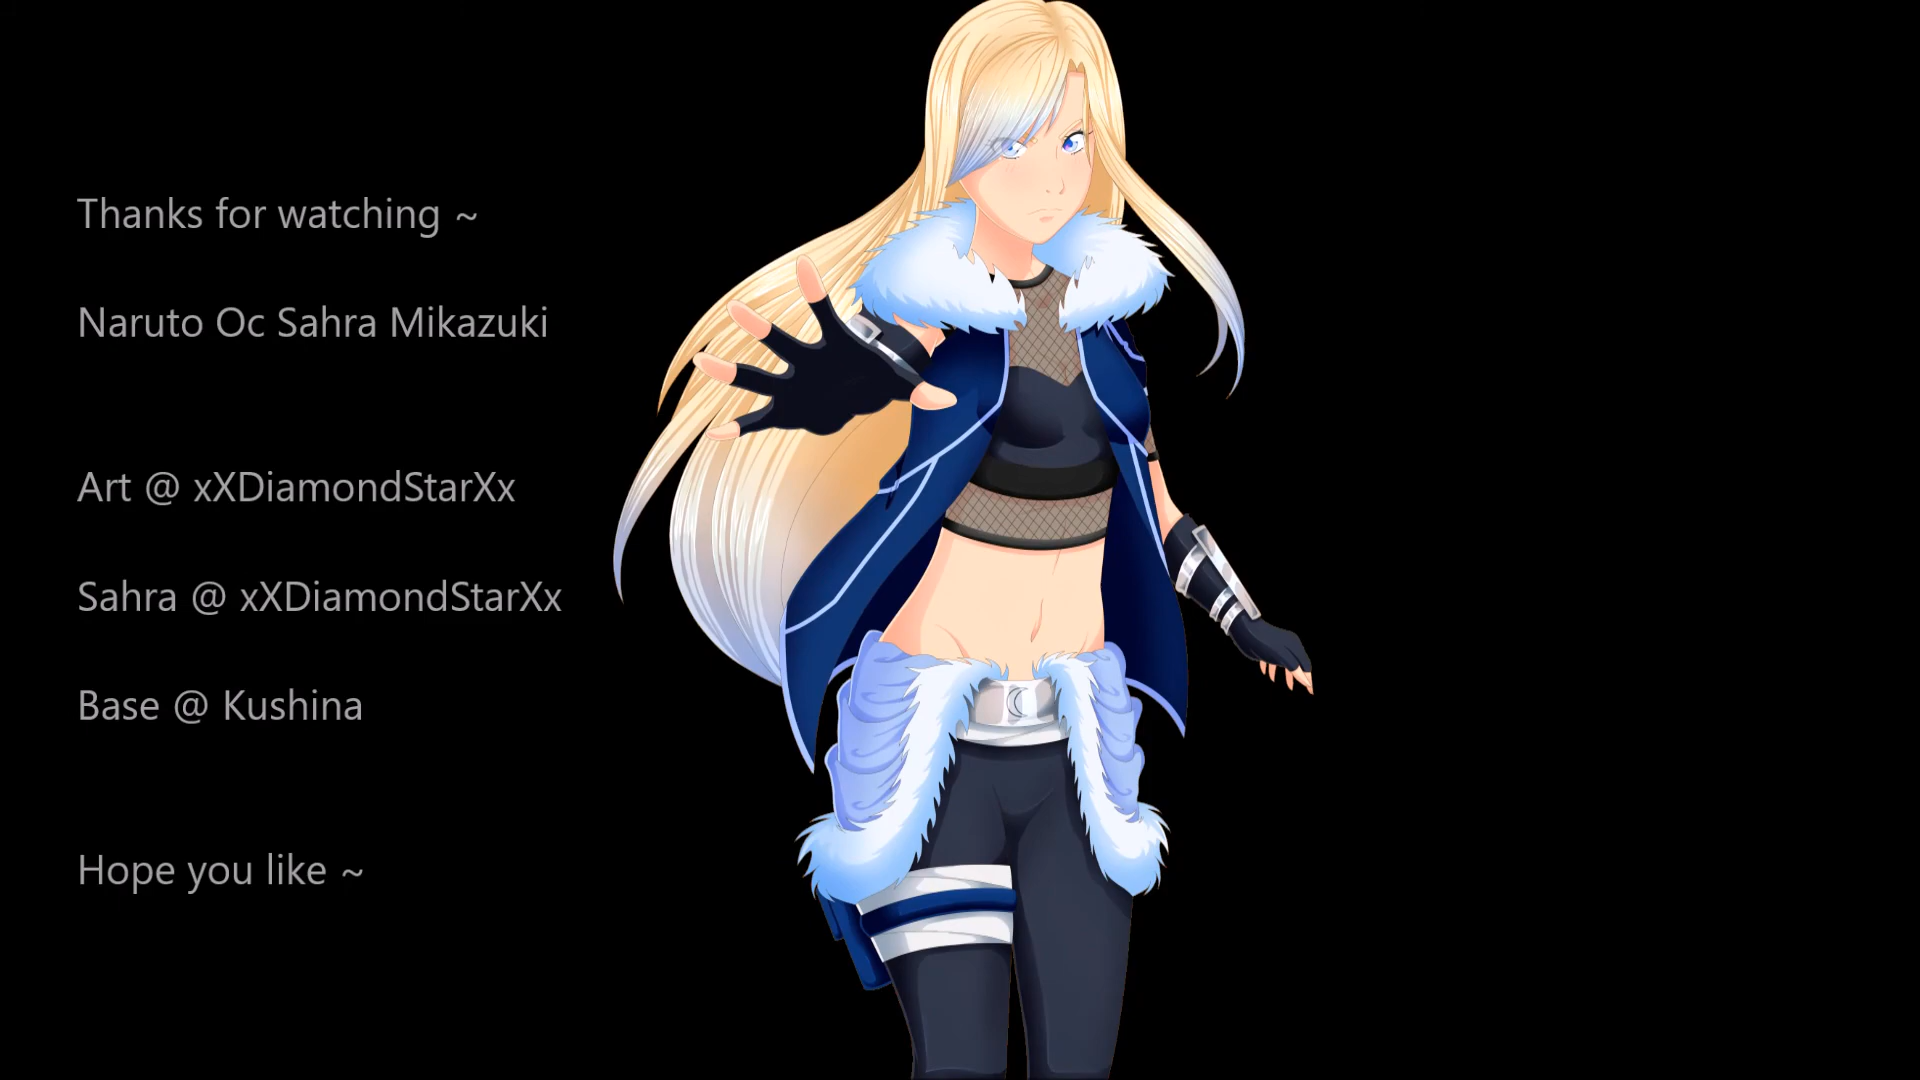 Thanks for watching ~
Naruto Oc Sahra Mikazuki
Art @ xXDiamondStarXx
Sahra @ xXDiamondStarXx
Base @ Kushina
Hope you like ~